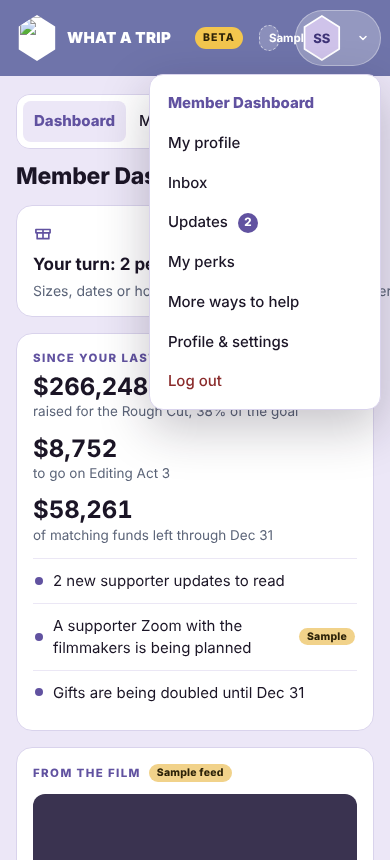 WHAT A TRIP
BETA
Sampl
SS
Member Dashboard
My profile
Inbox
Updates 2
My perks
More ways to help
Profile & settings
Log out
Dashboard M
Member Das
Your turn: 2 pe
Sizes, dates or ho
SINCE YOUR LAS
$266,248
raised for the Rough Cut, 38% of the goal
$8,752
to go on Editing Act 3
$58,261
of matching funds left through Dec 31
2 new supporter updates to read
A supporter Zoom with the
filmmakers is being planned
Sample
Gifts are being doubled until Dec 31
FROM THE FILM Sample feed